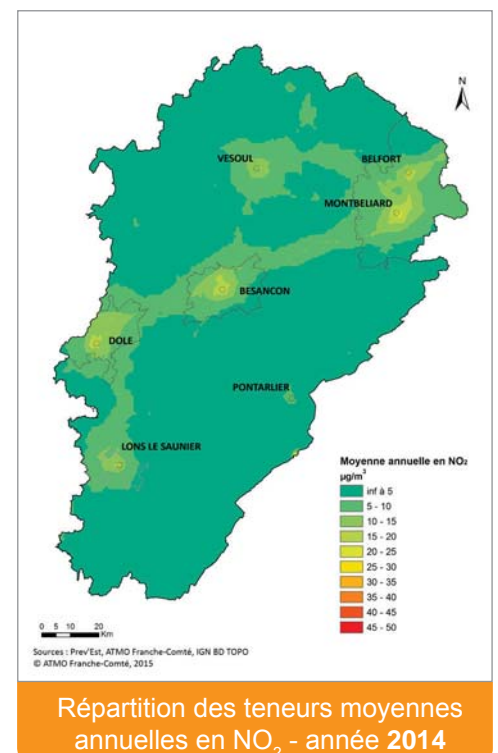 N
VESOUL
BELFORT
MONTBELIARD
BESANCON
DOLE
PONTARLIER
LONS LE SAUNIER
Moyenne annuelle en NO₂
µg/m³
inf à 5
5 - 10
10 - 15
15 - 20
20 - 25
25 - 30
30 - 35
35 - 40
40 - 45
45 - 50
0 5 10 20
Km
Sources : Prev'Est, ATMO Franche-Comté, IGN BD TOPO
© ATMO Franche-Comté, 2015
Répartition des teneurs moyennes
annuelles en NO₂ - année 2014